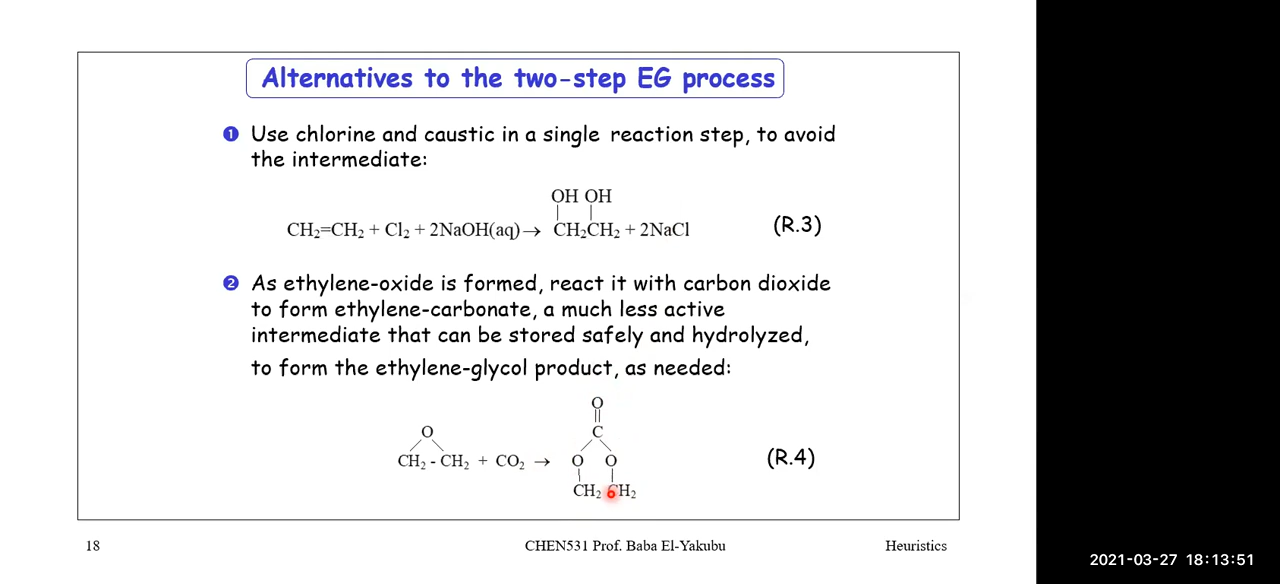 Alternatives to the two-step EG process
❶ Use chlorine and caustic in a single reaction step, to avoid
the intermediate:
OH OH
CH₂=CH₂ + Cl₂ + 2NaOH(aq) → CH₂CH₂ + 2NaCl (R.3)
❷ As ethylene-oxide is formed, react it with carbon dioxide
to form ethylene-carbonate, a much less active
intermediate that can be stored safely and hydrolyzed,
to form the ethylene-glycol product, as needed:
O
C
O
CH₂ - CH₂ + CO₂ → O O (R.4)
CH₂ CH₂
18 CHEN531 Prof. Baba El-Yakubu Heuristics
2021-03-27 18:13:51